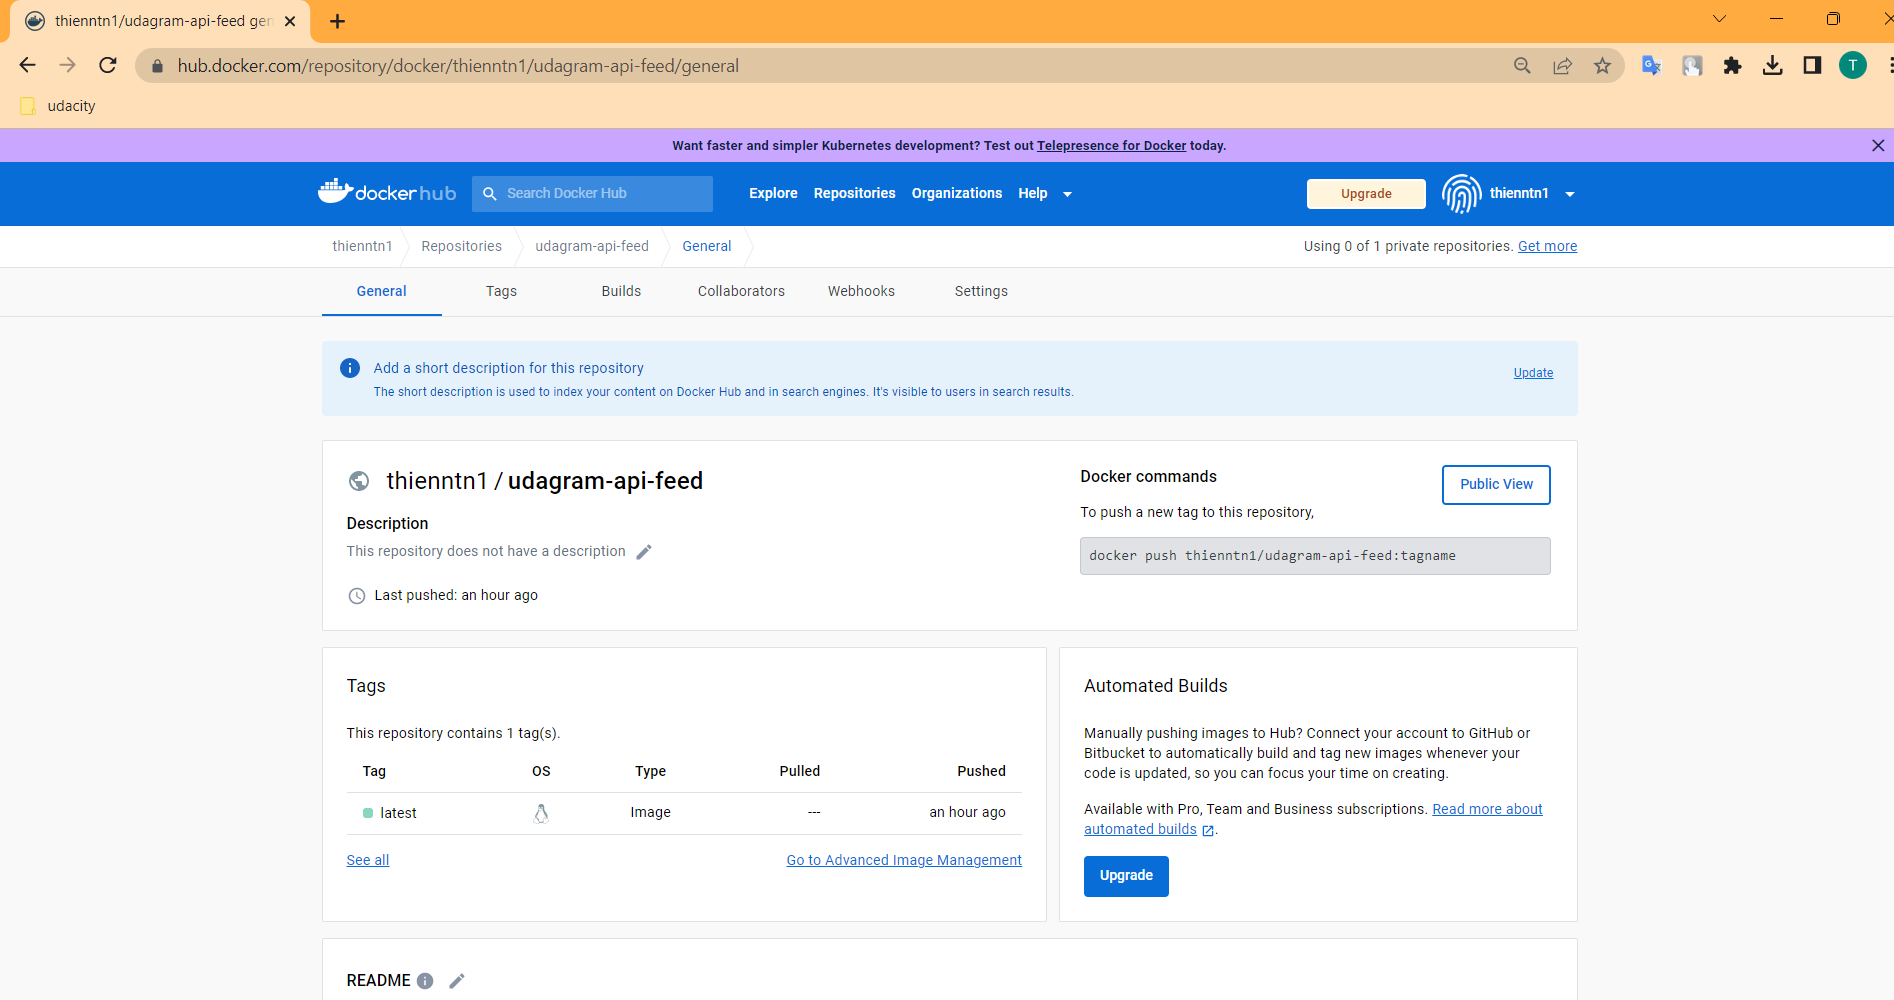 thienntn1/udagram-api-feed gen
hub.docker.com/repository/docker/thienntn1/udagram-api-feed/general
T
udacity
Want faster and simpler Kubernetes development? Test out Telepresence for Docker today.
docker hub
Search Docker Hub
Explore
Repositories
Organizations
Help
Upgrade
thienntn1
thienntn1
Repositories
udagram-api-feed
General
Using 0 of 1 private repositories. Get more
General
Tags
Builds
Collaborators
Webhooks
Settings
Add a short description for this repository
The short description is used to index your content on Docker Hub and in search engines. It's visible to users in search results.
Update
thienntn1 / udagram-api-feed
Description
This repository does not have a description
Last pushed: an hour ago
Docker commands
Public View
To push a new tag to this repository,
docker push thienntn1/udagram-api-feed:tagname
Tags
This repository contains 1 tag(s).
Tag OS Type Pulled Pushed
latest Image --- an hour ago
See all
Go to Advanced Image Management
Automated Builds
Manually pushing images to Hub? Connect your account to GitHub or
Bitbucket to automatically build and tag new images whenever your
code is updated, so you can focus your time on creating.
Available with Pro, Team and Business subscriptions. Read more about
automated builds .
Upgrade
README